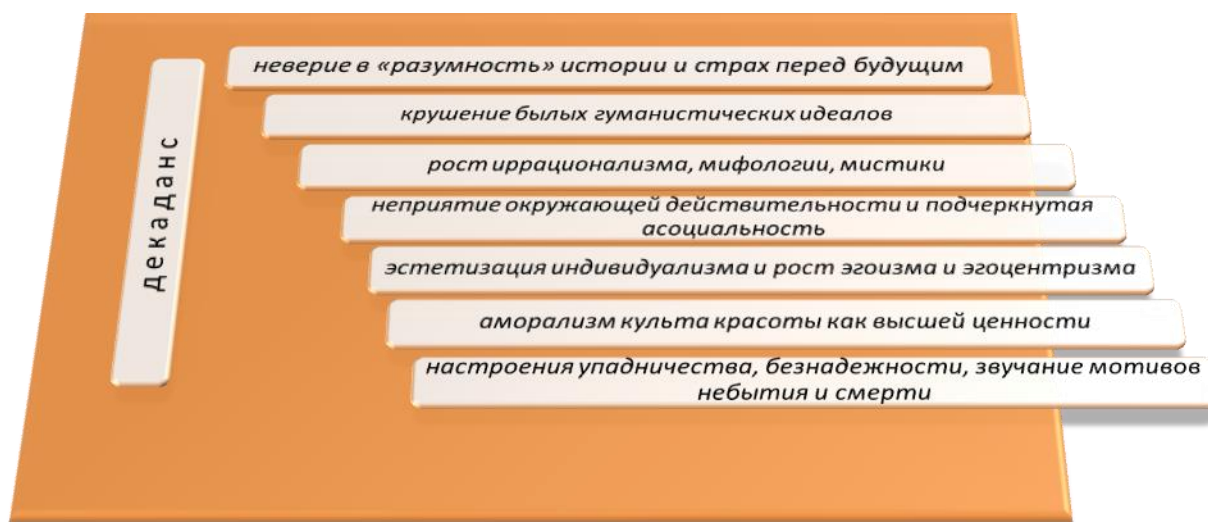 декаданс
неверие в «разумность» истории и страх перед будущим
крушение былых гуманистических идеалов
рост иррационализма, мифологии, мистики
неприятие окружающей действительности и подчеркнутая
асоциальность
эстетизация индивидуализма и рост эгоизма и эгоцентризма
аморализм культа красоты как высшей ценности
настроения упадничества, безнадежности, звучание мотивов
небытия и смерти